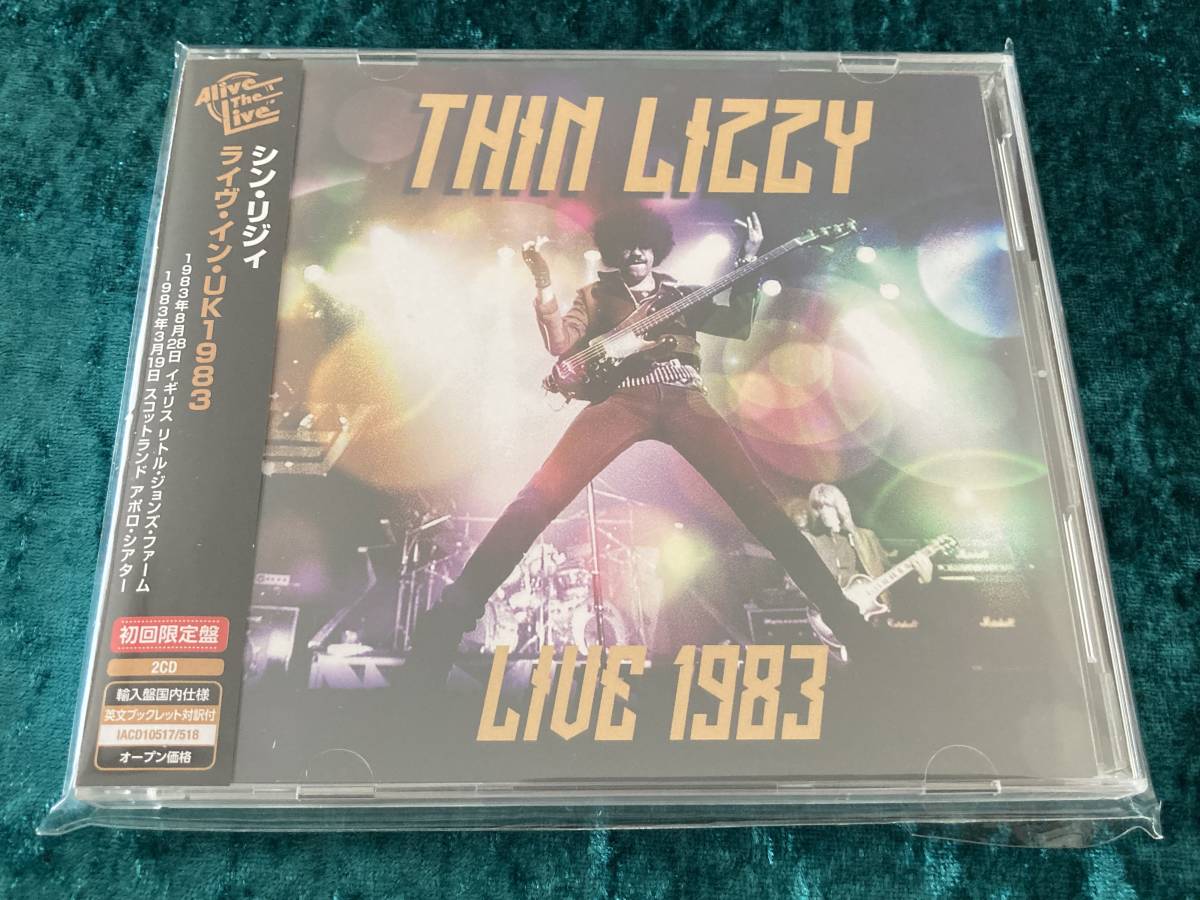 Alive
The
Live
シン・リジィ
ライヴ・イン・UK1983
1983年8月28日 イギリス リトル・ジョンズ・ファーム
1983年3月19日 スコットランド アポロ・シアター
初回限定盤
2CD
輸入盤国内仕様
英文ブックレット対訳付
IACD10517/518
オープン価格
THIN LIZZY
LIVE 1983
Marshall
Marshall
Marshall